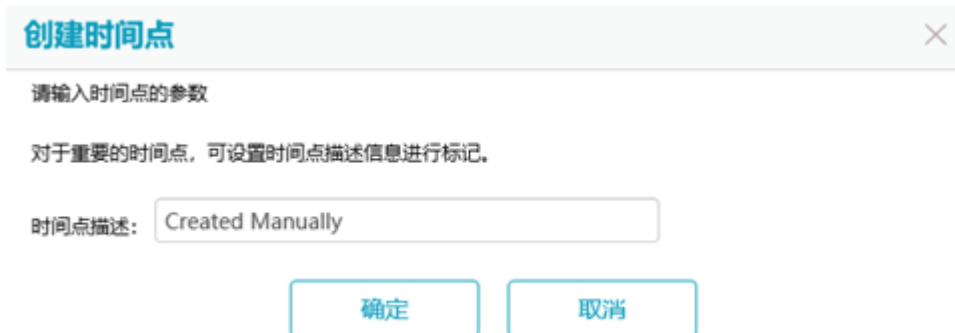 创建时间点
请输入时间点的参数
对于重要的时间点，可设置时间点描述信息进行标记。
时间点描述： Created Manually
确定 取消